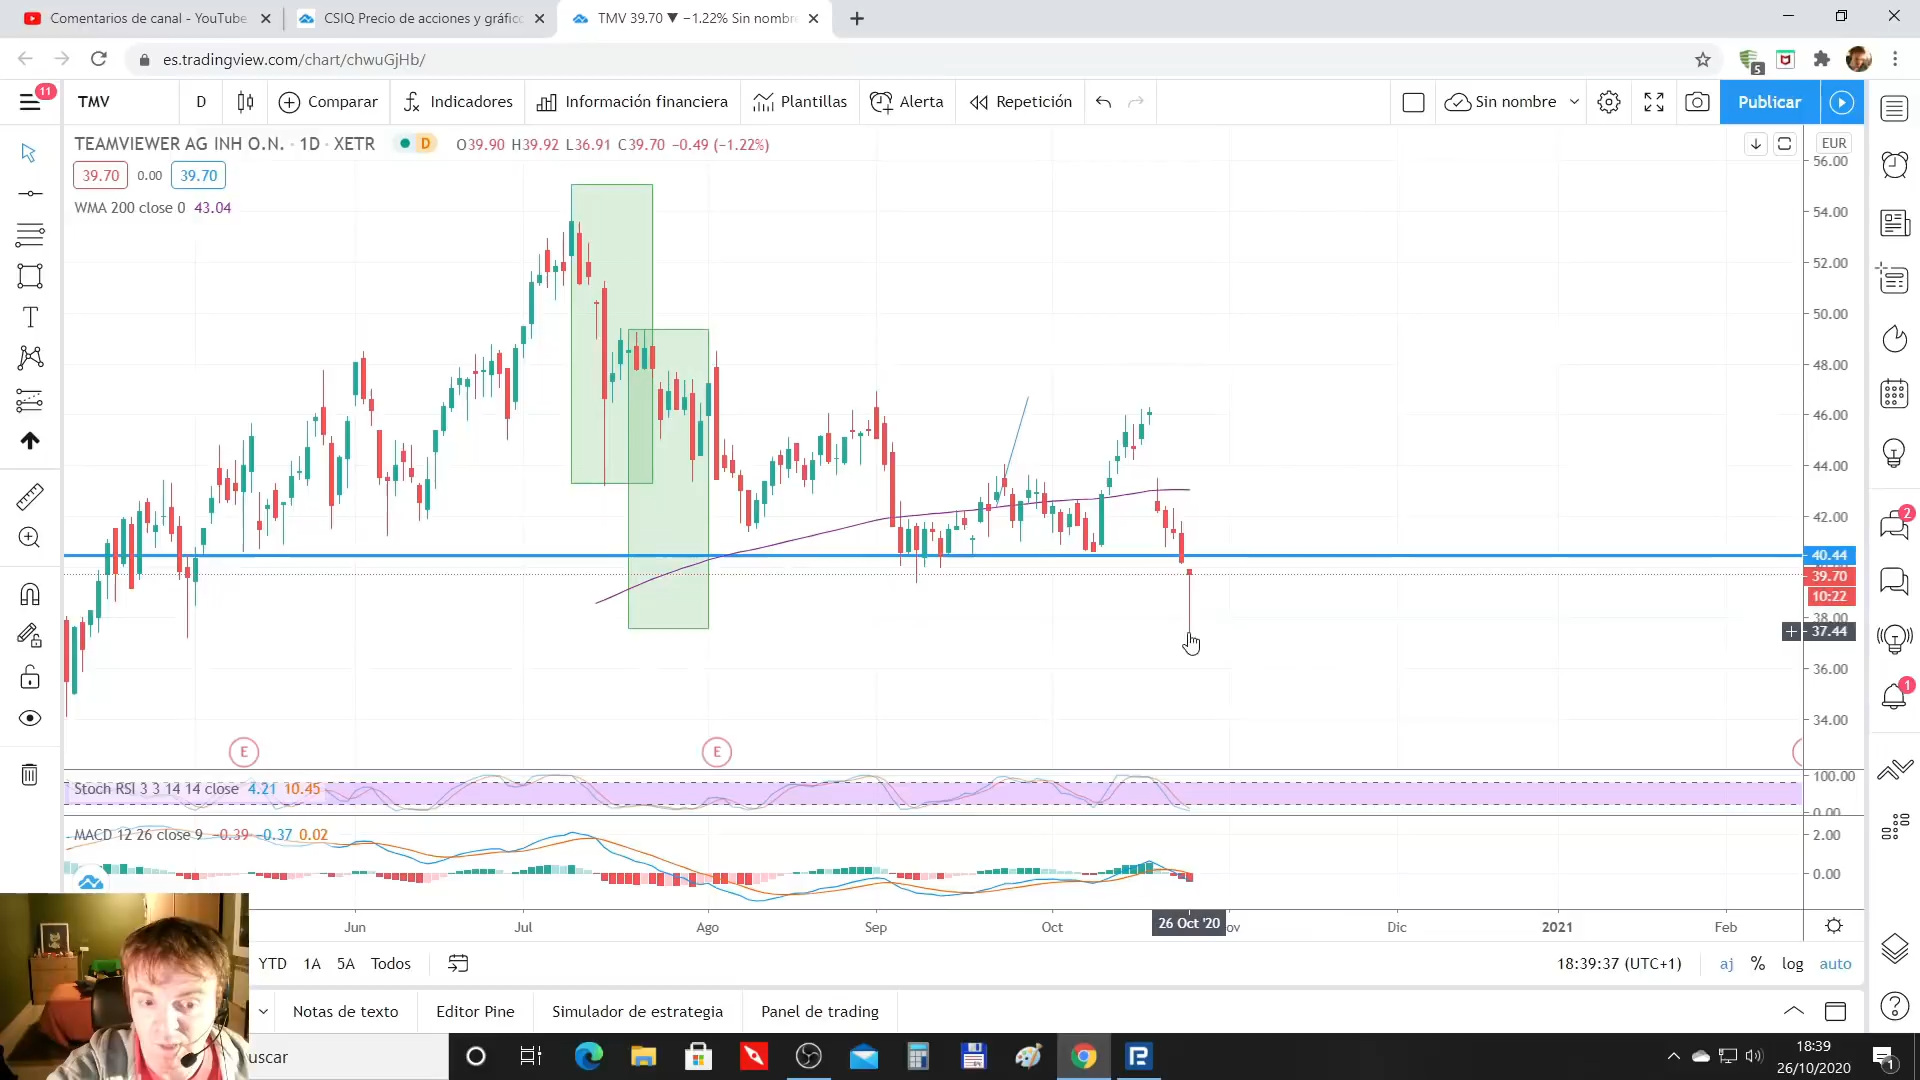 Comentarios de canal - YouTube
CSIQ Precio de acciones y gráfico
TMV 39.70 ▼ −1.22% Sin nombre
es.tradingview.com/chart/chwuGjHb/
5
11
TMV
D
Comparar
Indicadores
Información financiera
Plantillas
Alerta
Repetición
Sin nombre
Publicar
TEAMVIEWER AG INH O.N. · 1D · XETR
D
O39.90 H39.92 L36.91 C39.70 −0.49 (−1.22%)
EUR
39.70 0.00 39.70
WMA 200 close 0 43.04
56.00
54.00
52.00
50.00
48.00
46.00
44.00
42.00
40.44
39.70
10:22
38.00
37.44
36.00
34.00
E
E
2
1
Stoch RSI 3 3 14 14 close 4.21 10.45
100.00
0.00
MACD 12 26 close 9 −0.39 −0.37 0.02
2.00
0.00
Jun
Jul
Ago
Sep
Oct
26 Oct '20
ov
Dic
2021
Feb
YTD
1A
5A
Todos
18:39:37 (UTC+1)
aj
%
log
auto
Notas de texto
Editor Pine
Simulador de estrategia
Panel de trading
uscar
18:39
26/10/2020
1